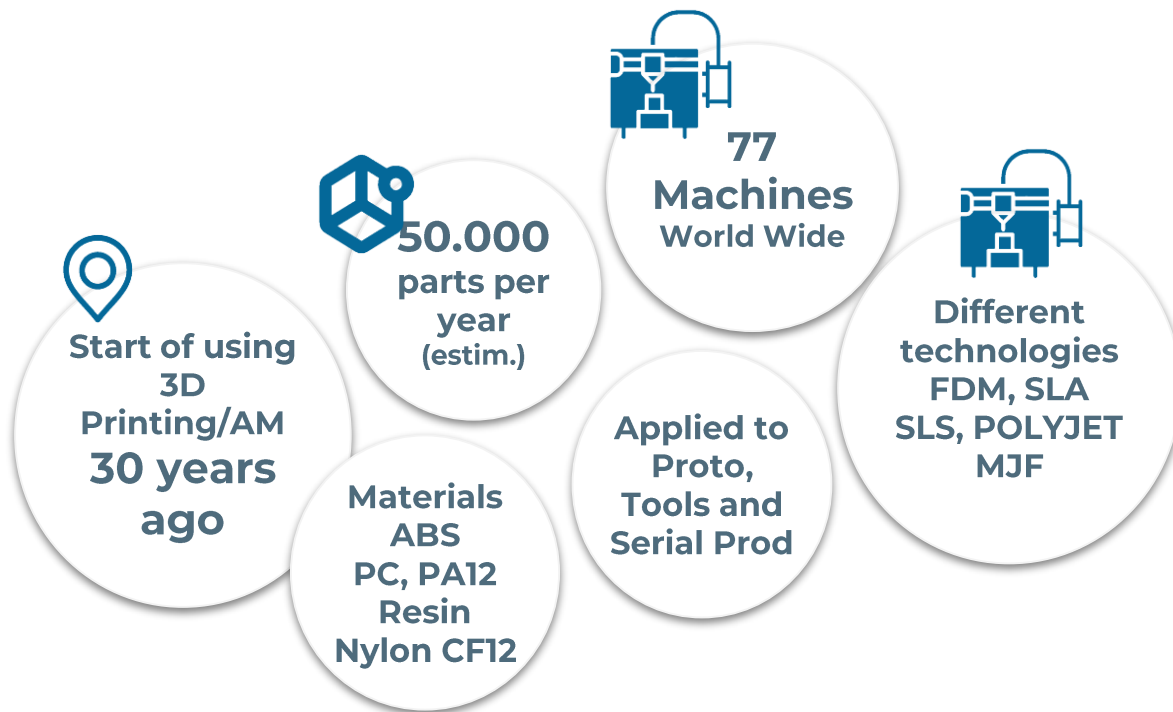 Start of using
3D
Printing/AM
30 years
ago
50.000
parts per
year
(estim.)
77
Machines
World Wide
Different
technologies
FDM, SLA
SLS, POLYJET
MJF
Materials
ABS
PC, PA12
Resin
Nylon CF12
Applied to
Proto,
Tools and
Serial Prod